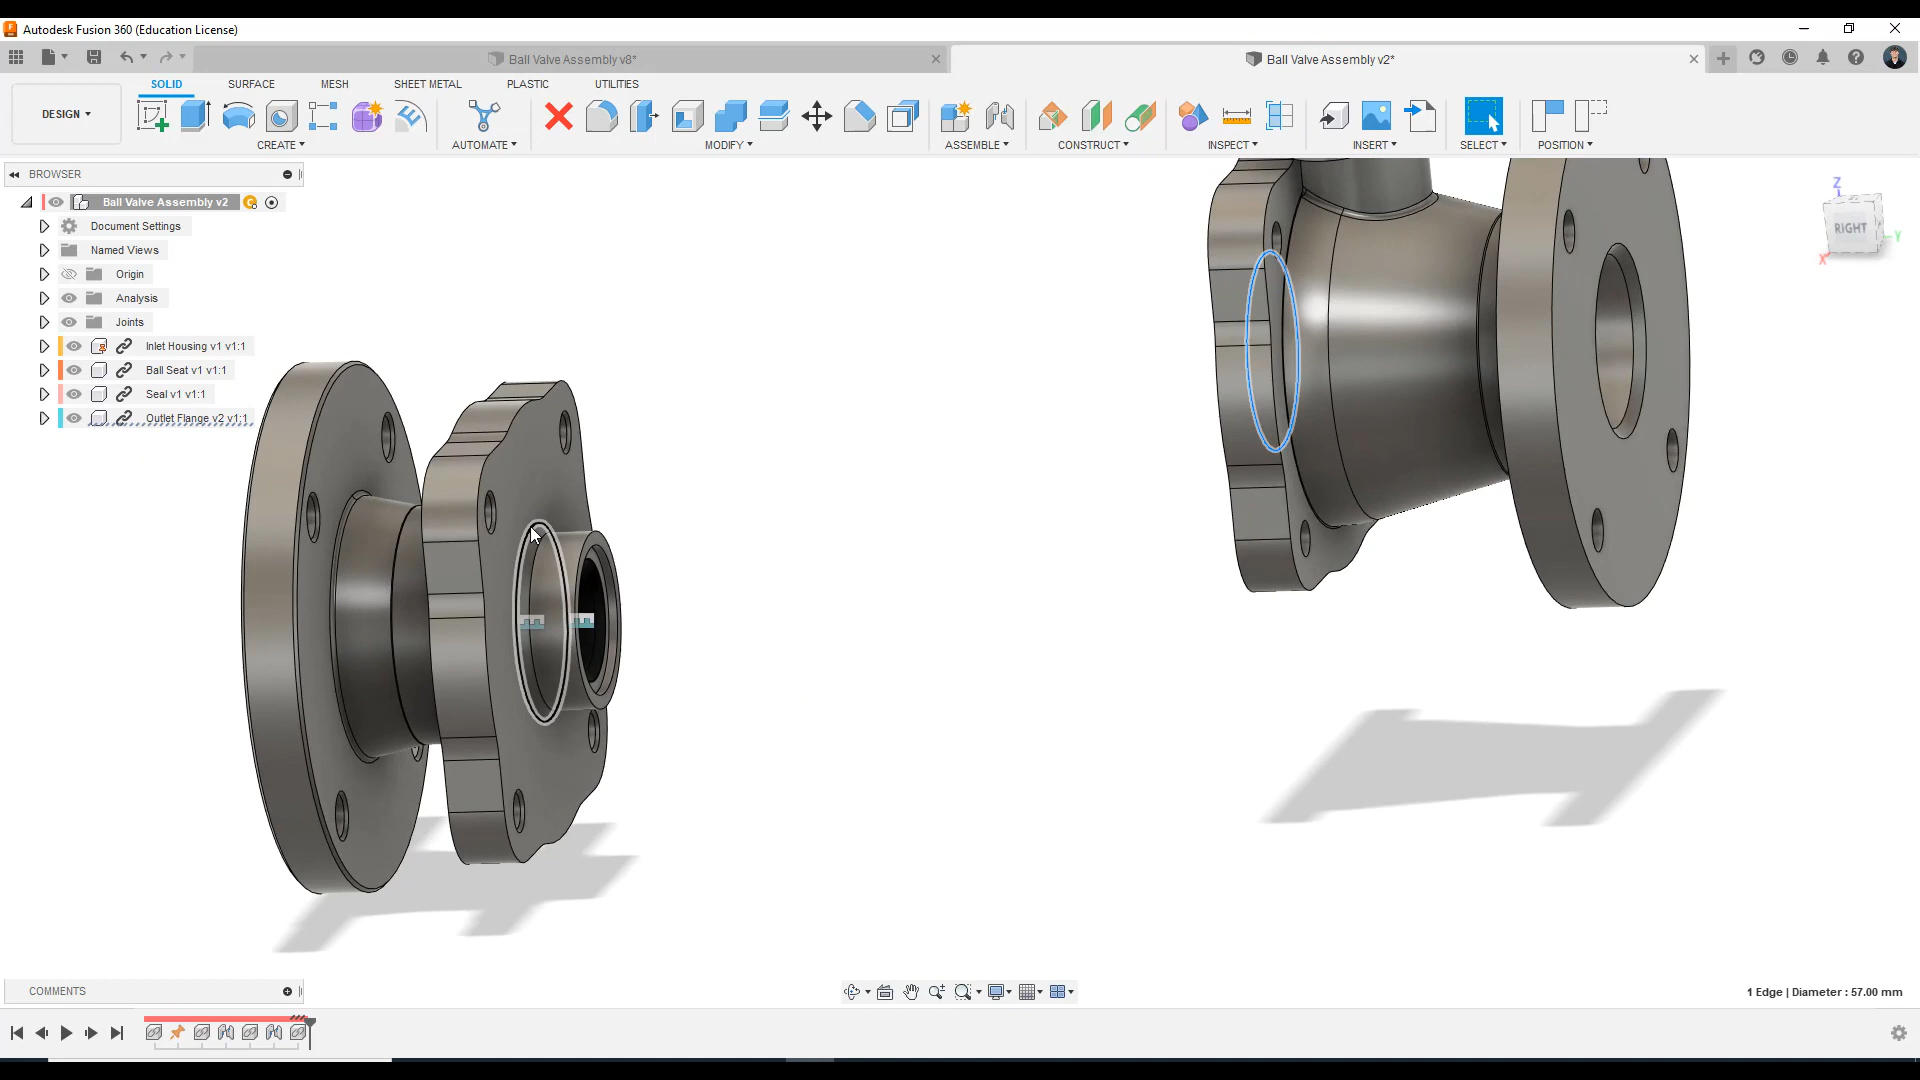 Autodesk Fusion 360 (Education License)
Ball Valve Assembly v8*
Ball Valve Assembly v2*
SOLID
SURFACE
MESH
SHEET METAL
PLASTIC
UTILITIES
DESIGN
CREATE
AUTOMATE
MODIFY
ASSEMBLE
CONSTRUCT
INSPECT
INSERT
SELECT
POSITION
BROWSER
Ball Valve Assembly v2
Document Settings
Named Views
Origin
Analysis
Joints
Inlet Housing v1 v1:1
Ball Seat v1 v1:1
Seal v1 v1:1
Outlet Flange v2 v1:1
Z
RIGHT
Y
X
COMMENTS
1 Edge | Diameter : 57.00 mm